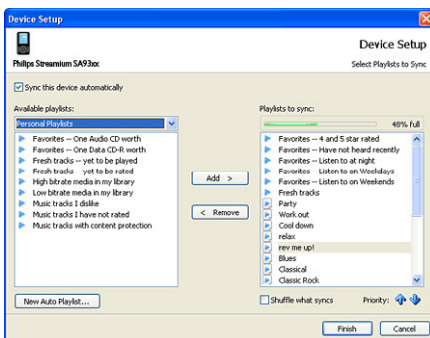 Device Setup
Device Setup
Philips Streamium SA93xx
Select Playlists to Sync
Sync this device automatically
Available playlists:
Personal Playlists
Favorites -- One Audio CD worth
Favorites -- One Data CD-R worth
Fresh tracks -- yet to be played
Fresh tracks -- yet to be rated
High bitrate media in my library
Low bitrate media in my library
Music tracks I dislike
Music tracks I have not rated
Music tracks with content protection
New Auto Playlist...
Add >
< Remove
Playlists to sync:
48% full
Favorites -- 4 and 5 star rated
Favorites -- Have not heard recently
Favorites -- Listen to at night
Favorites -- Listen to on Weekdays
Favorites -- Listen to on Weekends
Fresh tracks
Party
Work out
Cool down
relax
rev me up!
Blues
Classical
Classic Rock
Shuffle what syncs
Priority:
Finish
Cancel